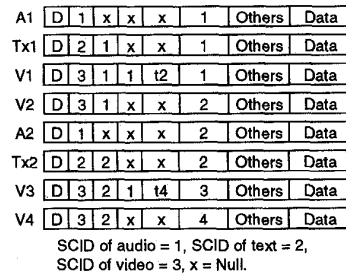 A1 D 1 x x x 1 Others Data
Tx1 D 2 1 x x 1 Others Data
V1 D 3 1 1 t2 1 Others Data
V2 D 3 1 x x 2 Others Data
A2 D 1 x x x 2 Others Data
Tx2 D 2 2 x x 2 Others Data
V3 D 3 2 1 t4 3 Others Data
V4 D 3 2 x x 4 Others Data
SCID of audio = 1, SCID of text = 2,
SCID of video = 3, x = Null.